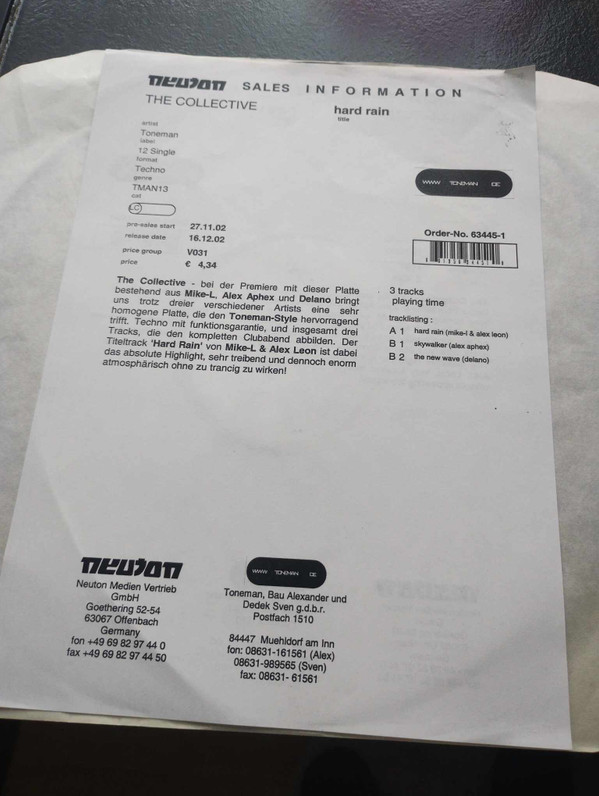 neuton SALES INFORMATION
THE COLLECTIVE
hard rain
title
artist
Toneman
label
12 Single
format
Techno
genre
TMAN13
cat
LC
WWW TONEMAN DE
pre-sales start 27.11.02
release date 16.12.02
price group V031
price € 4,34
Order-No. 63445-1
The Collective - bei der Premiere mit dieser Platte
bestehend aus Mike-L, Alex Aphex und Delano bringt
uns trotz dreier verschiedener Artists eine sehr
homogene Platte, die den Toneman-Style hervorragend
trifft. Techno mit funktionsgarantie, und insgesamt drei
Tracks, die den kompletten Clubabend abbilden. Der
Titeltrack 'Hard Rain' von Mike-L & Alex Leon ist dabei
das absolute Highlight, sehr treibend und dennoch enorm
atmosphärisch ohne zu trancig zu wirken!
3 tracks
playing time
tracklisting :
A 1 hard rain (mike-l & alex leon)
B 1 skywalker (alex aphex)
B 2 the new wave (delano)
neuton
Neuton Medien Vertrieb
GmbH
Goethering 52-54
63067 Offenbach
Germany
fon +49 69 82 97 44 0
fax +49 69 82 97 44 50
WWW TONEMAN DE
Toneman, Bau Alexander und
Dedek Sven g.d.b.r.
Postfach 1510
84447 Muehldorf am Inn
fon: 08631-161561 (Alex)
08631-989565 (Sven)
fax: 08631- 61561